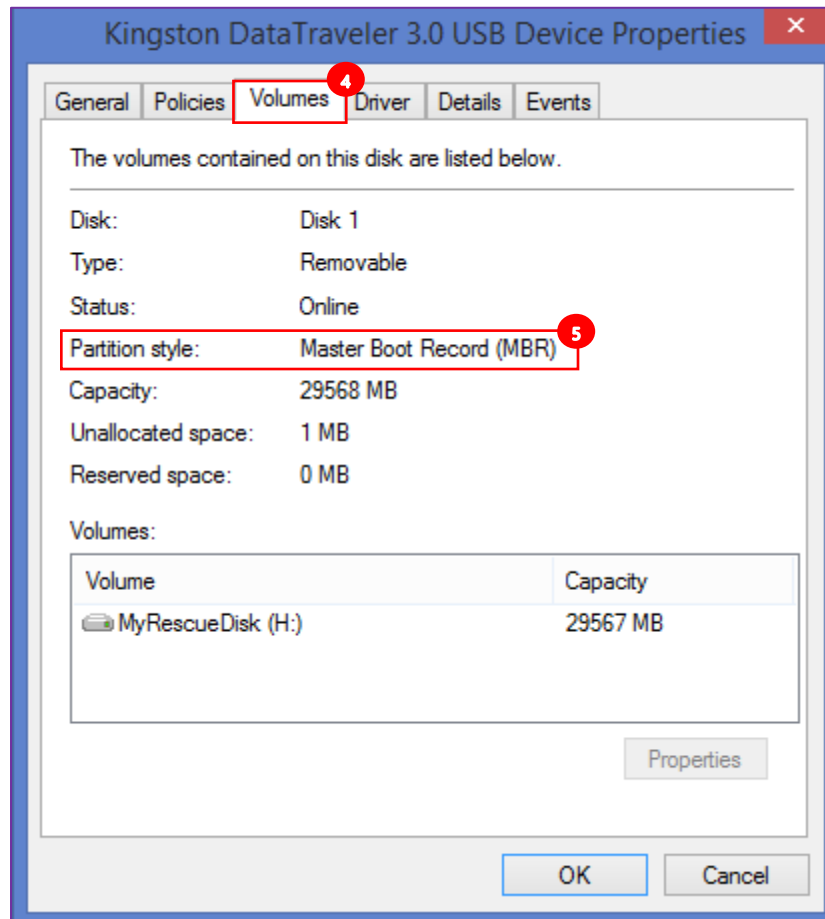 Kingston DataTraveler 3.0 USB Device Properties
4
General Policies Volumes Driver Details Events
The volumes contained on this disk are listed below.
Disk: Disk 1
Type: Removable
Status: Online
5
Partition style: Master Boot Record (MBR)
Capacity: 29568 MB
Unallocated space: 1 MB
Reserved space: 0 MB
Volumes:
Volume Capacity
MyRescueDisk (H:) 29567 MB
Properties
OK Cancel